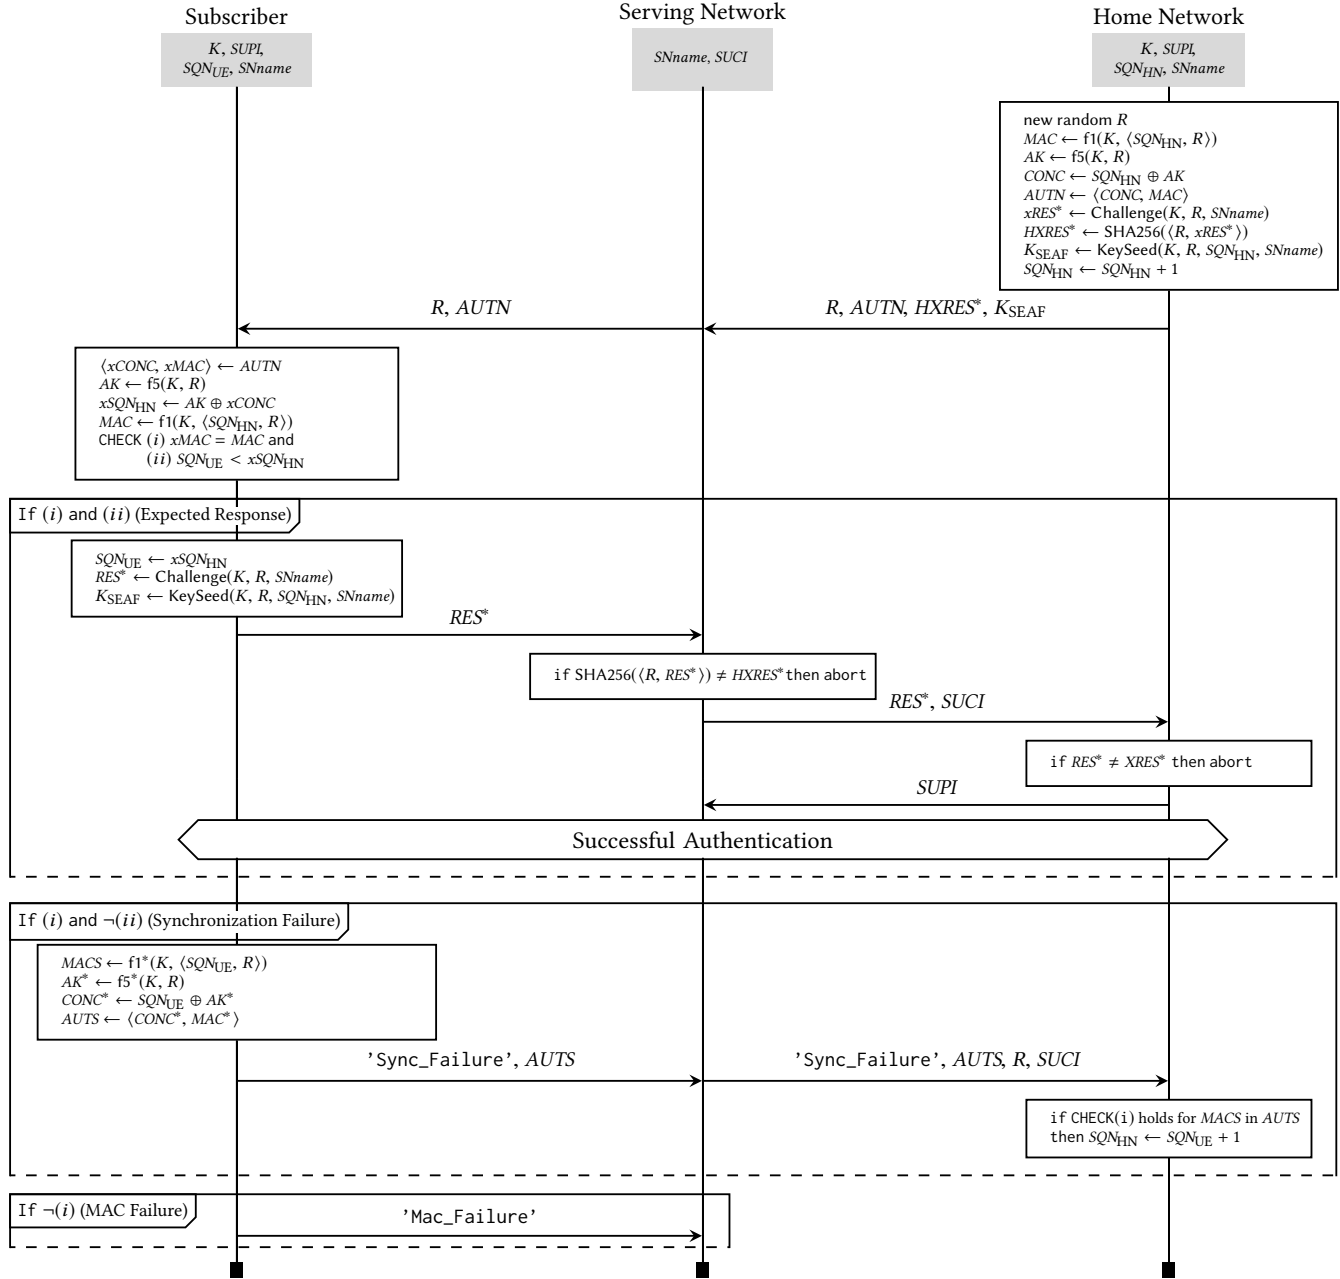 Subscriber
Serving Network
Home Network
K, SUPI,
SQN_UE, SNname
SNname, SUCI
K, SUPI,
SQN_HN, SNname
new random R
MAC ← f1(K, ⟨SQN_HN, R⟩)
AK ← f5(K, R)
CONC ← SQN_HN ⊕ AK
AUTN ← ⟨CONC, MAC⟩
xRES* ← Challenge(K, R, SNname)
HXRES* ← SHA256(⟨R, xRES*⟩)
K_SEAF ← KeySeed(K, R, SQN_HN, SNname)
SQN_HN ← SQN_HN + 1
R, AUTN
R, AUTN, HXRES*, K_SEAF
⟨xCONC, xMAC⟩ ← AUTN
AK ← f5(K, R)
xSQN_HN ← AK ⊕ xCONC
MAC ← f1(K, ⟨SQN_HN, R⟩)
CHECK (i) xMAC = MAC and
(ii) SQN_UE < xSQN_HN
If (i) and (ii) (Expected Response)
SQN_UE ← xSQN_HN
RES* ← Challenge(K, R, SNname)
K_SEAF ← KeySeed(K, R, SQN_HN, SNname)
RES*
if SHA256(⟨R, RES*⟩) ≠ HXRES* then abort
RES*, SUCI
if RES* ≠ XRES* then abort
SUPI
Successful Authentication
If (i) and ¬(ii) (Synchronization Failure)
MACS ← f1*(K, ⟨SQN_UE, R⟩)
AK* ← f5*(K, R)
CONC* ← SQN_UE ⊕ AK*
AUTS ← ⟨CONC*, MAC*⟩
'Sync_Failure', AUTS
'Sync_Failure', AUTS, R, SUCI
if CHECK(i) holds for MACS in AUTS
then SQN_HN ← SQN_UE + 1
If ¬(i) (MAC Failure)
'Mac_Failure'